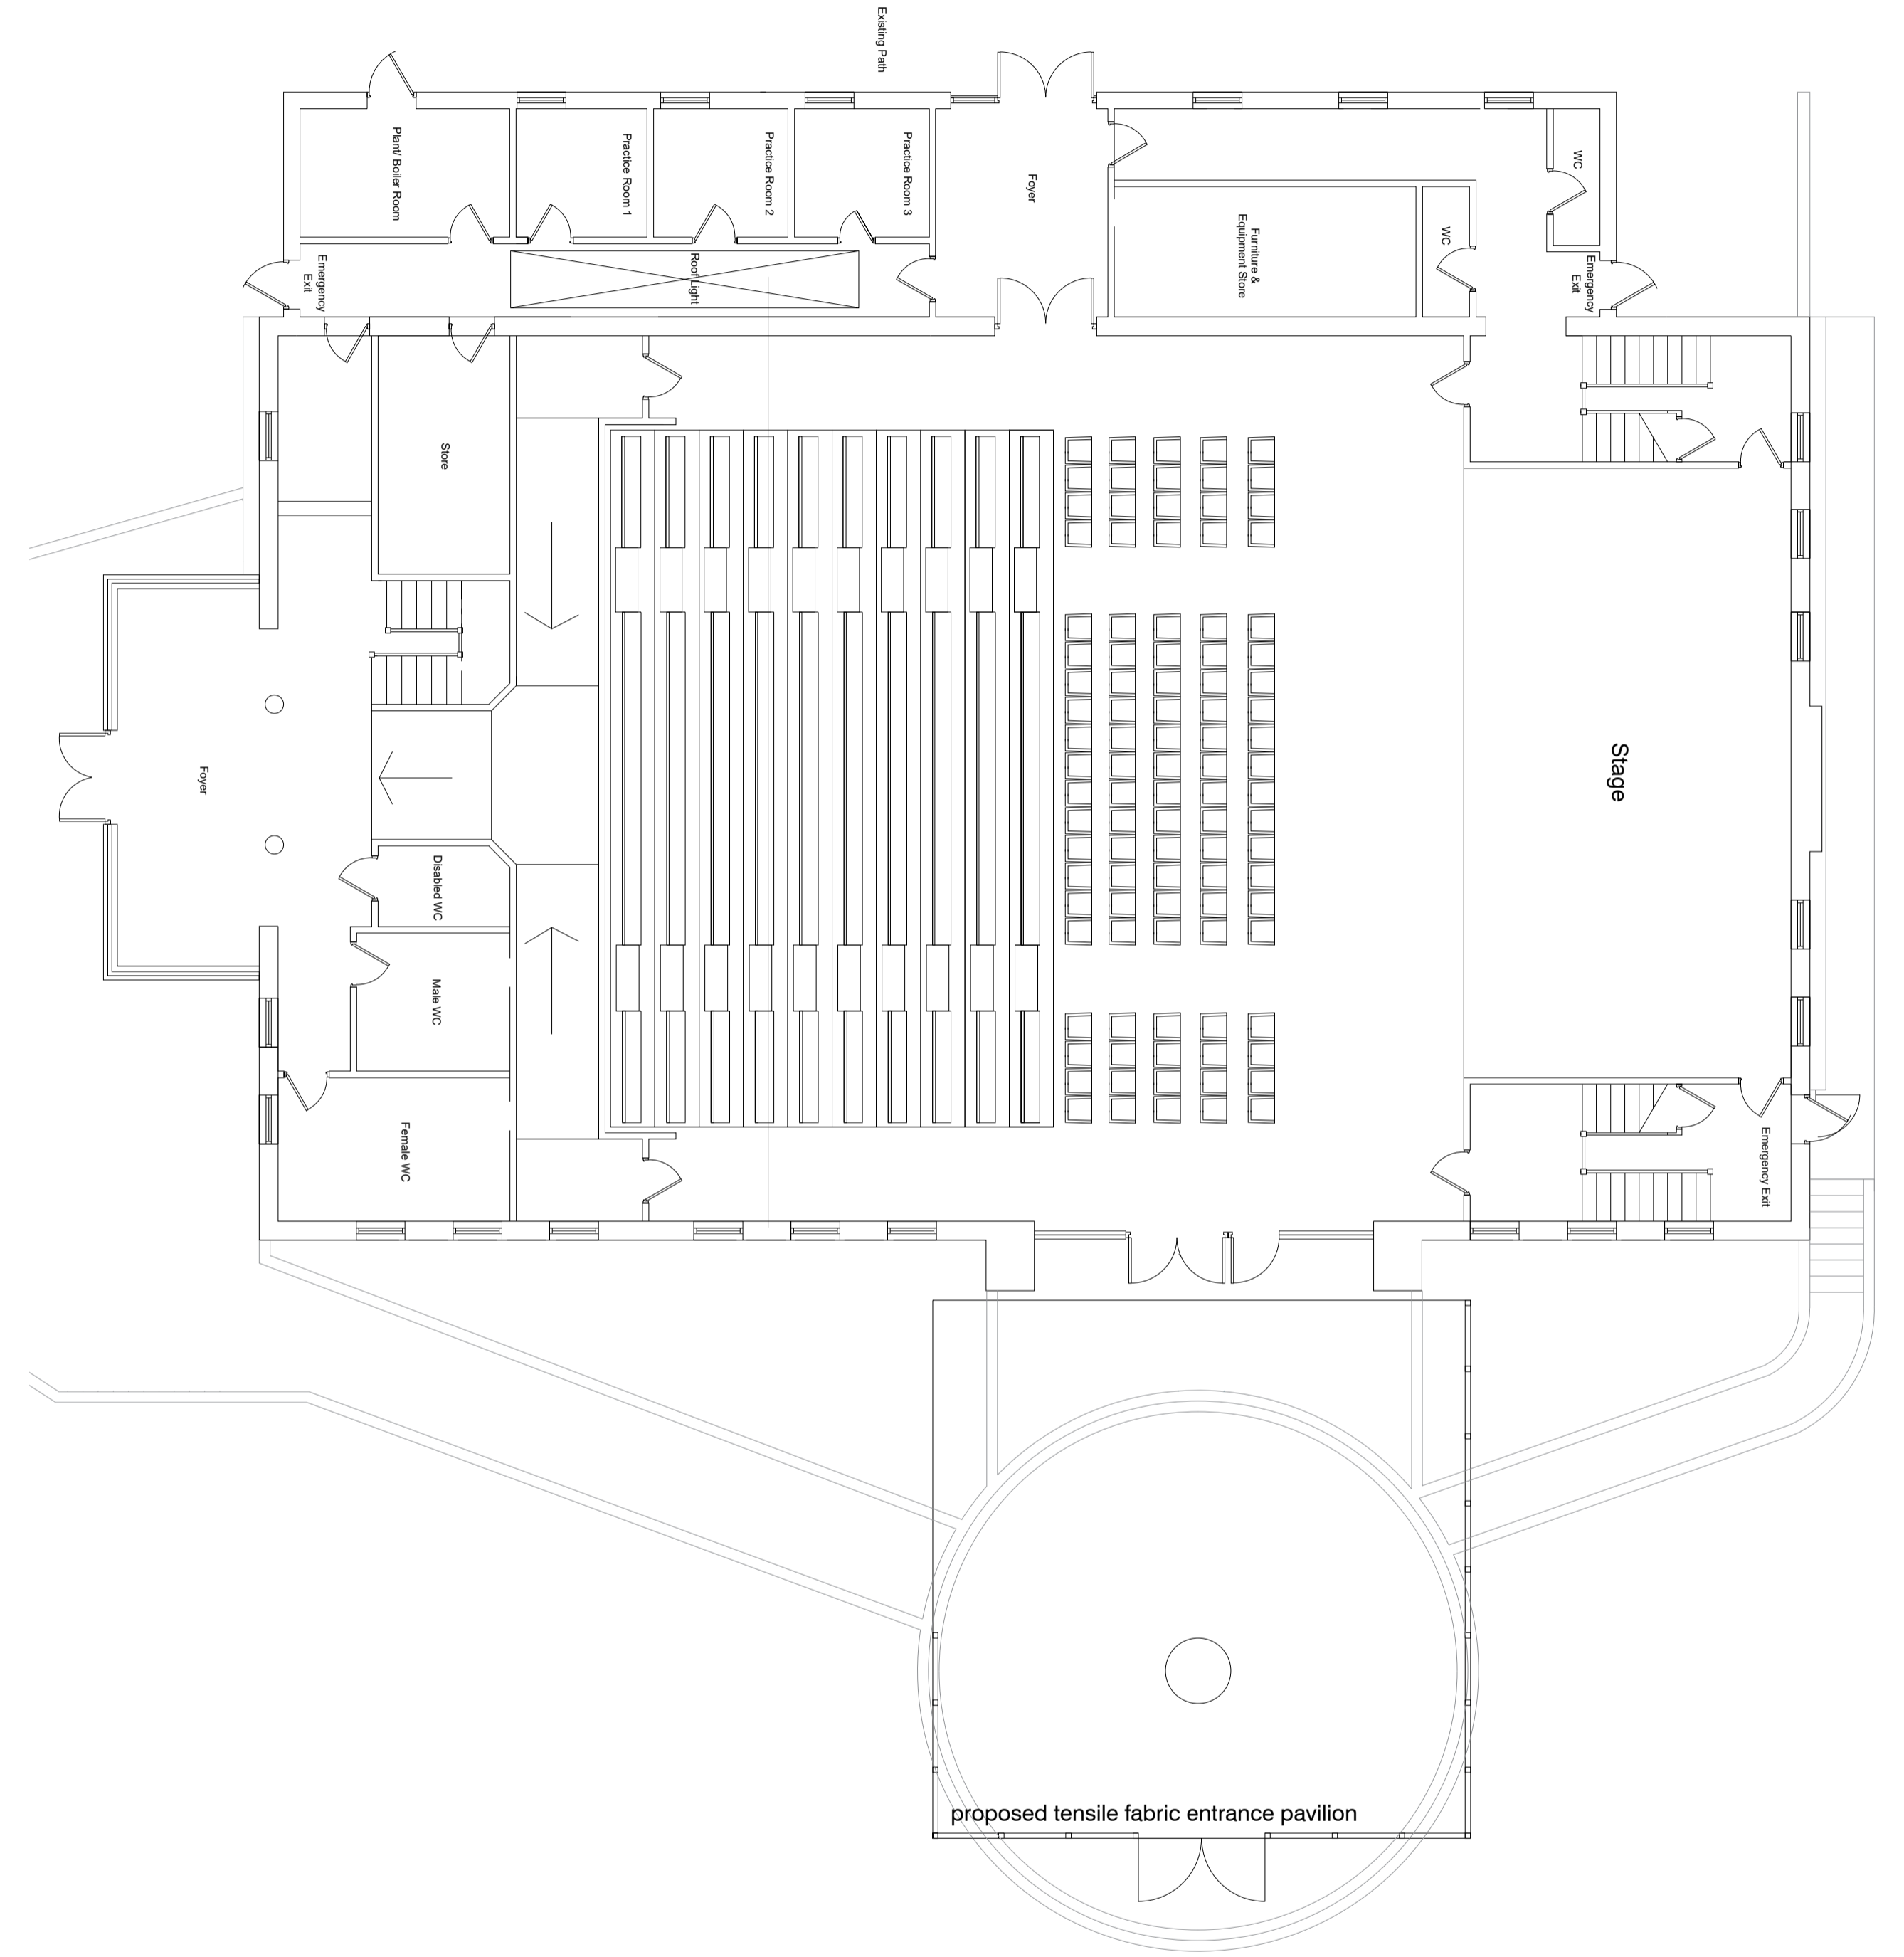 Existing Path
Plant/ Boiler Room
Practice Room 1
Practice Room 2
Practice Room 3
Foyer
WC
WC
Furniture &
Equipment Store
Emergency
Exit
Roof Light
Emergency
Exit
Store
Stage
Foyer
Disabled WC
Male WC
Female WC
Emergency Exit
proposed tensile fabric entrance pavilion